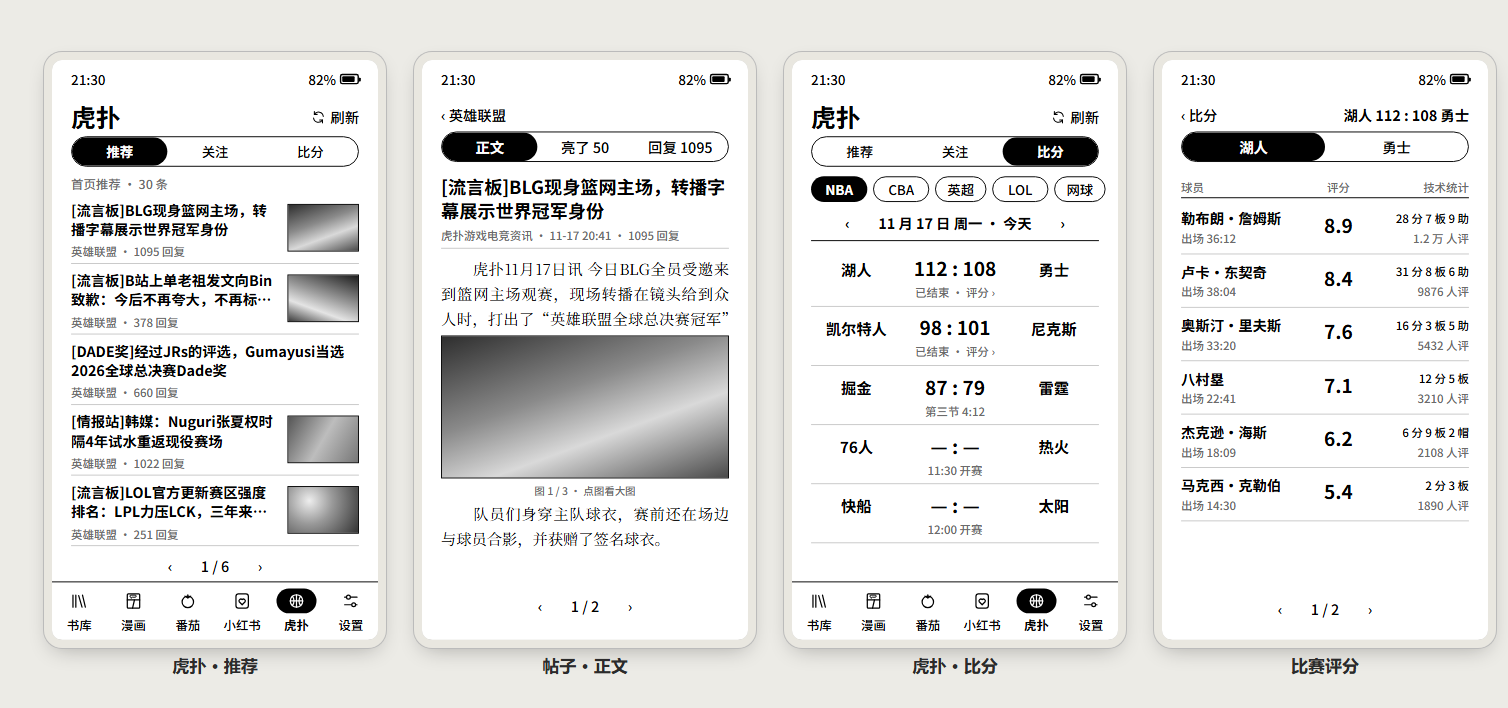 21:30 82%
虎扑 刷新
推荐 关注 比分
首页推荐 · 30 条
[流言板]BLG现身篮网主场，转
播字幕展示世界冠军身份
英雄联盟 · 1095 回复
[流言板]B站上单老祖发文向Bin
致歉：今后不再夸大，不再标…
英雄联盟 · 378 回复
[DADE奖]经过JRs的评选，Gumayusi当选
2026全球总决赛Dade奖
英雄联盟 · 660 回复
[情报站]韩媒：Nuguri张夏权时
隔4年试水重返现役赛场
英雄联盟 · 1022 回复
[流言板]LOL官方更新赛区强度
排名：LPL力压LCK，三年来…
英雄联盟 · 251 回复
‹ 1 / 6 ›
书库 漫画 番茄 小红书 虎扑 设置
虎扑·推荐
21:30 82%
‹ 英雄联盟
正文 亮了 50 回复 1095
[流言板]BLG现身篮网主场，转播字
幕展示世界冠军身份
虎扑游戏电竞资讯 · 11-17 20:41 · 1095 回复
虎扑11月17日讯 今日BLG全员受邀来
到篮网主场观赛，现场转播在镜头给到众
人时，打出了“英雄联盟全球总决赛冠军”
图 1 / 3 · 点图看大图
队员们身穿主队球衣，赛前还在场边
与球员合影，并获赠了签名球衣。
‹ 1 / 2 ›
帖子·正文
21:30 82%
虎扑 刷新
推荐 关注 比分
NBA CBA 英超 LOL 网球
‹ 11 月 17 日 周一 · 今天 ›
湖人 112 : 108 勇士
已结束 · 评分 ›
凯尔特人 98 : 101 尼克斯
已结束 · 评分 ›
掘金 87 : 79 雷霆
第三节 4:12
76人 — : — 热火
11:30 开赛
快船 — : — 太阳
12:00 开赛
书库 漫画 番茄 小红书 虎扑 设置
虎扑·比分
21:30 82%
‹ 比分 湖人 112 : 108 勇士
湖人 勇士
球员 评分 技术统计
勒布朗·詹姆斯 8.9 28 分 7 板 9 助
出场 36:12 1.2 万 人评
卢卡·东契奇 8.4 31 分 8 板 6 助
出场 38:04 9876 人评
奥斯汀·里夫斯 7.6 16 分 3 板 5 助
出场 33:20 5432 人评
八村塁 7.1 12 分 5 板
出场 22:41 3210 人评
杰克逊·海斯 6.2 6 分 9 板 2 帽
出场 18:09 2108 人评
马克西·克勒伯 5.4 2 分 3 板
出场 14:30 1890 人评
‹ 1 / 2 ›
比赛评分